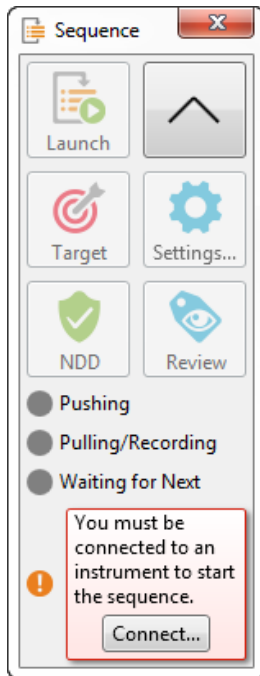 Sequence
Launch
Target
Settings...
NDD
Review
Pushing
Pulling/Recording
Waiting for Next
You must be
connected to an
instrument to start
the sequence.
Connect...